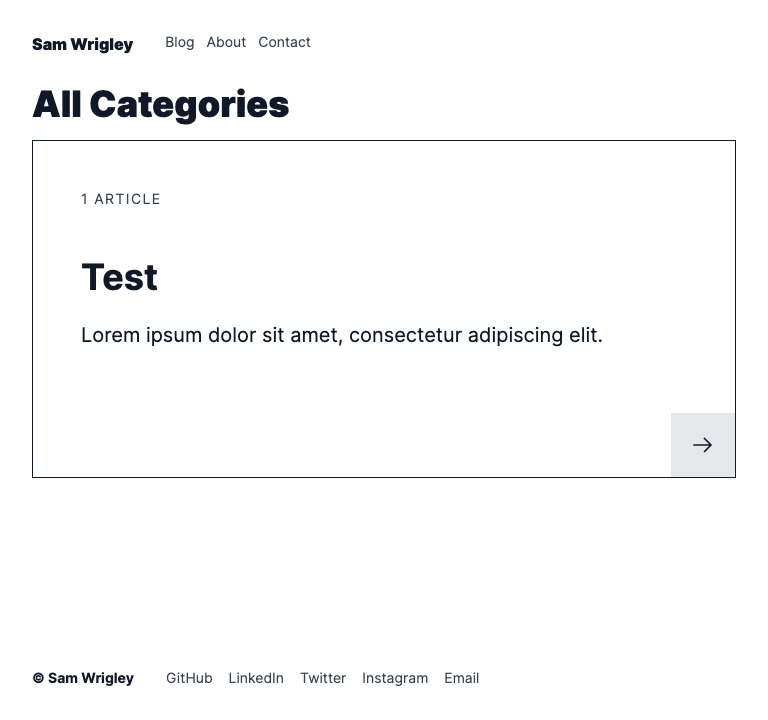 Sam Wrigley Blog About Contact
All Categories
1 ARTICLE
Test
Lorem ipsum dolor sit amet, consectetur adipiscing elit.
© Sam Wrigley GitHub LinkedIn Twitter Instagram Email